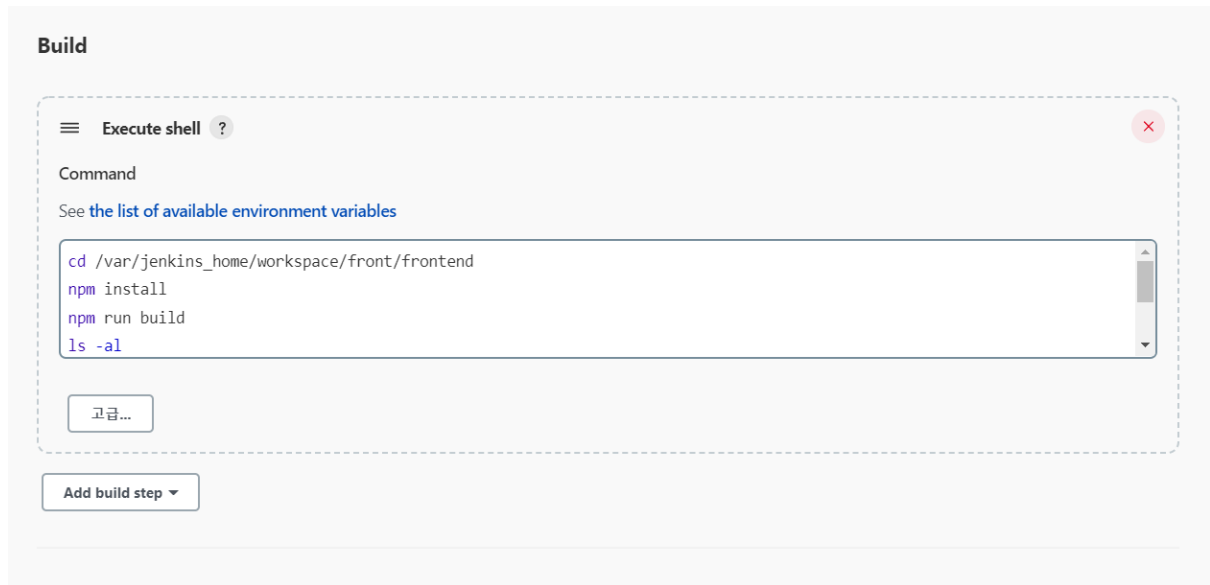 Build
Execute shell ?
Command
See the list of available environment variables
cd /var/jenkins_home/workspace/front/frontend
npm install
npm run build
ls -al
고급...
Add build step